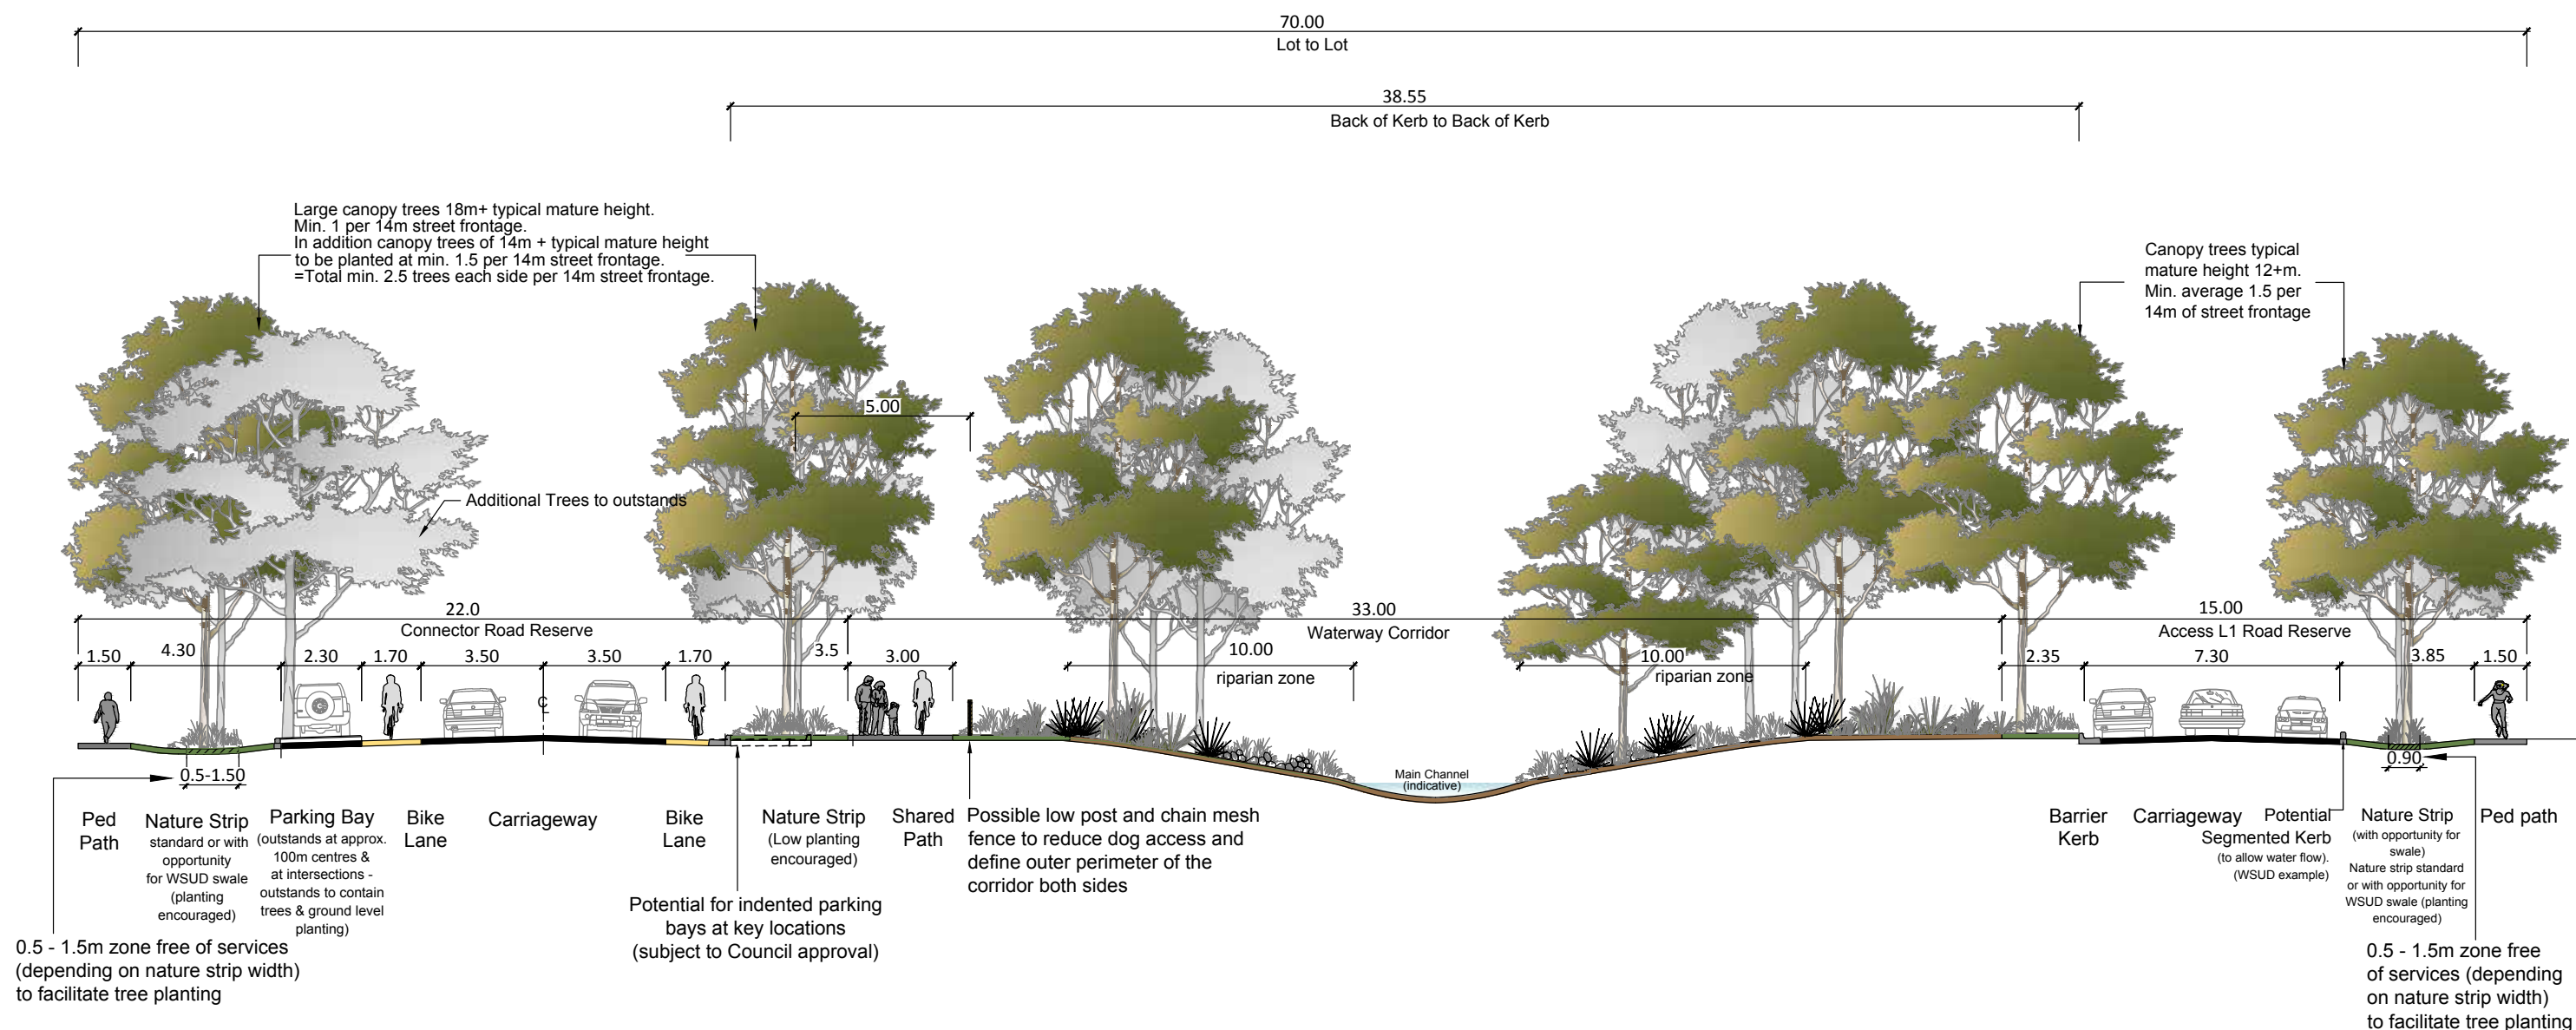 70.00
Lot to Lot
38.55
Back of Kerb to Back of Kerb
Large canopy trees 18m+ typical mature height.
Min. 1 per 14m street frontage.
In addition canopy trees of 14m + typical mature height
to be planted at min. 1.5 per 14m street frontage.
=Total min. 2.5 trees each side per 14m street frontage.
Canopy trees typical
mature height 12+m.
Min. average 1.5 per
14m of street frontage
5.00
Additional Trees to outstands
22.0
Connector Road Reserve
33.00
Waterway Corridor
15.00
Access L1 Road Reserve
1.50
4.30
2.30
1.70
3.50
3.50
1.70
3.5
3.00
10.00
riparian zone
10.00
riparian zone
2.35
7.30
3.85
1.50
C
L
0.5-1.50
Main Channel
(indicative)
0.90
Ped
Path
Nature Strip
standard or with
opportunity
for WSUD swale
(planting
encouraged)
Parking Bay
(outstands at approx.
100m centres &
at intersections -
outstands to contain
trees & ground level
planting)
Bike
Lane
Carriageway
Bike
Lane
Nature Strip
(Low planting
encouraged)
Shared
Path
Possible low post and chain mesh
fence to reduce dog access and
define outer perimeter of the
corridor both sides
Barrier
Kerb
Carriageway
Potential
Segmented Kerb
(to allow water flow).
(WSUD example)
Nature Strip
(with opportunity for
swale)
Nature strip standard
or with opportunity for
WSUD swale (planting
encouraged)
Ped path
Potential for indented parking
bays at key locations
(subject to Council approval)
0.5 - 1.5m zone free of services
(depending on nature strip width)
to facilitate tree planting
0.5 - 1.5m zone free
of services (depending
on nature strip width)
to facilitate tree planting